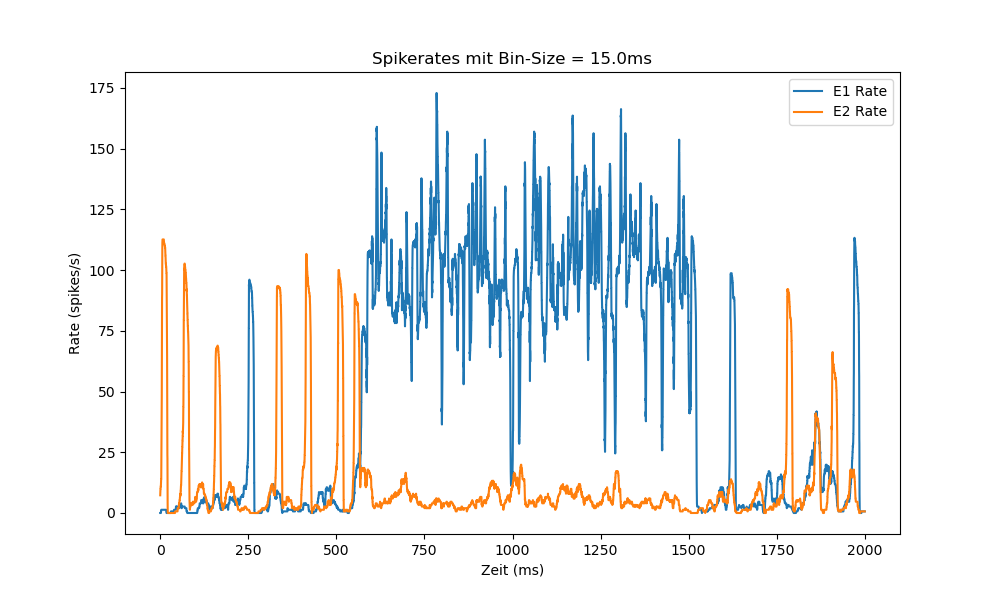 Spikerates mit Bin-Size = 15.0ms
E1 Rate
E2 Rate
Rate (spikes/s)
175
150
125
100
75
50
25
0
0 250 500 750 1000 1250 1500 1750 2000
Zeit (ms)